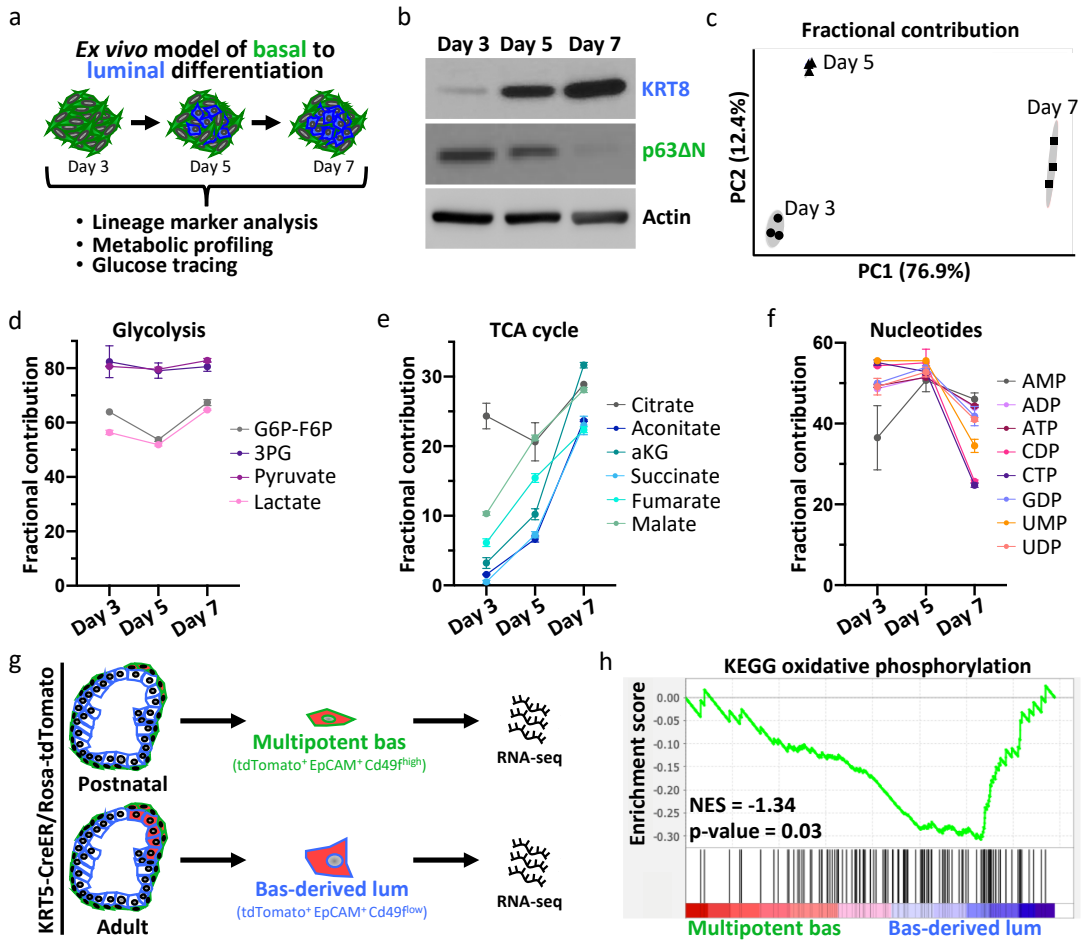 a
Ex vivo model of basal to
luminal differentiation
Day 3
Day 5
Day 7
• Lineage marker analysis
• Metabolic profiling
• Glucose tracing
b
Day 3 Day 5 Day 7
KRT8
p63ΔN
Actin
c
Fractional contribution
Day 5
Day 7
Day 3
PC2 (12.4%)
PC1 (76.9%)
d
Glycolysis
Fractional contribution
80
60
40
20
0
Day 3
Day 5
Day 7
G6P-F6P
3PG
Pyruvate
Lactate
e
TCA cycle
Fractional contribution
30
20
10
0
Day 3
Day 5
Day 7
Citrate
Aconitate
aKG
Succinate
Fumarate
Malate
f
Nucleotides
Fractional contribution
60
40
20
0
Day 3
Day 5
Day 7
AMP
ADP
ATP
CDP
CTP
GDP
UMP
UDP
g
KRT5-CreER/Rosa-tdTomato
Postnatal
Multipotent bas
(tdTomato⁺ EpCAM⁺ Cd49fʰⁱᵍʰ)
RNA-seq
Adult
Bas-derived lum
(tdTomato⁺ EpCAM⁺ Cd49fˡᵒʷ)
RNA-seq
h
KEGG oxidative phosphorylation
Enrichment score
0.00
-0.05
-0.10
-0.15
-0.20
-0.25
-0.30
NES = -1.34
p-value = 0.03
Multipotent bas
Bas-derived lum